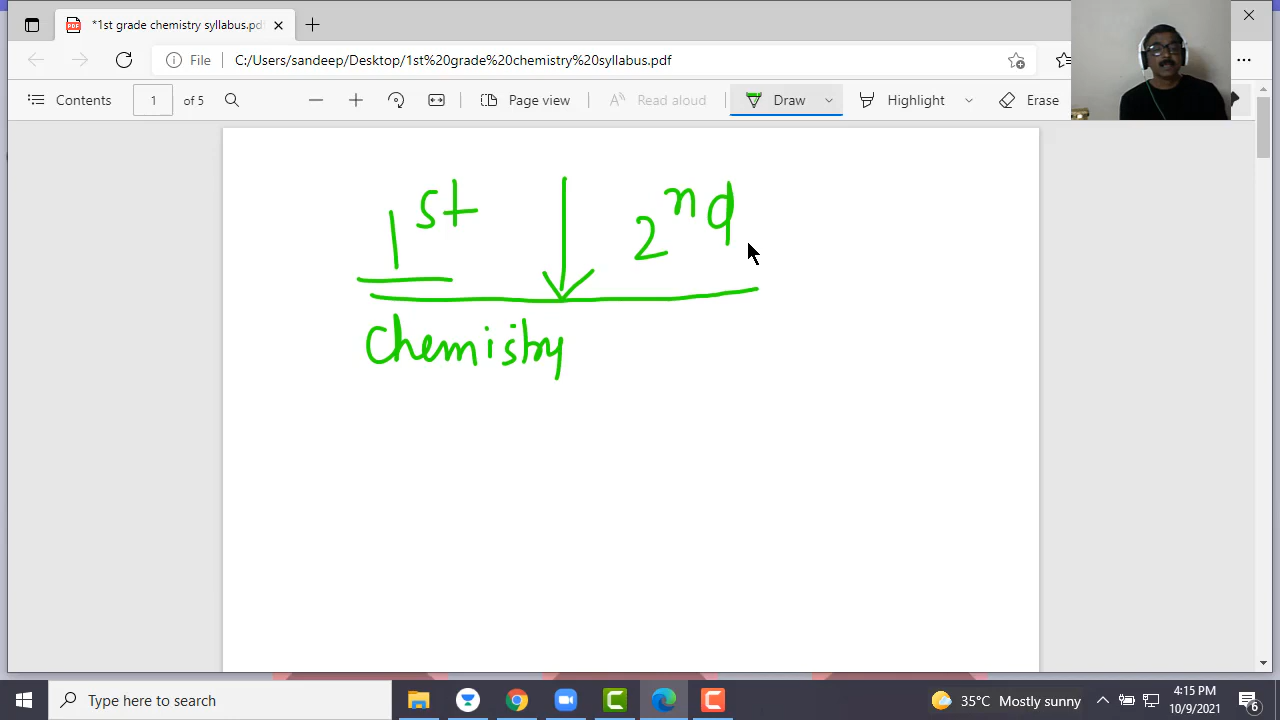 *1st grade chemistry syllabus.pdf
File C:/Users/sandeep/Desktop/1st%20grade%20chemistry%20syllabus.pdf
Contents 1 of 5 Page view Read aloud Draw Highlight Erase
1st 2nd
Chemistry
Type here to search 35°C Mostly sunny 4:15 PM
10/9/2021 6